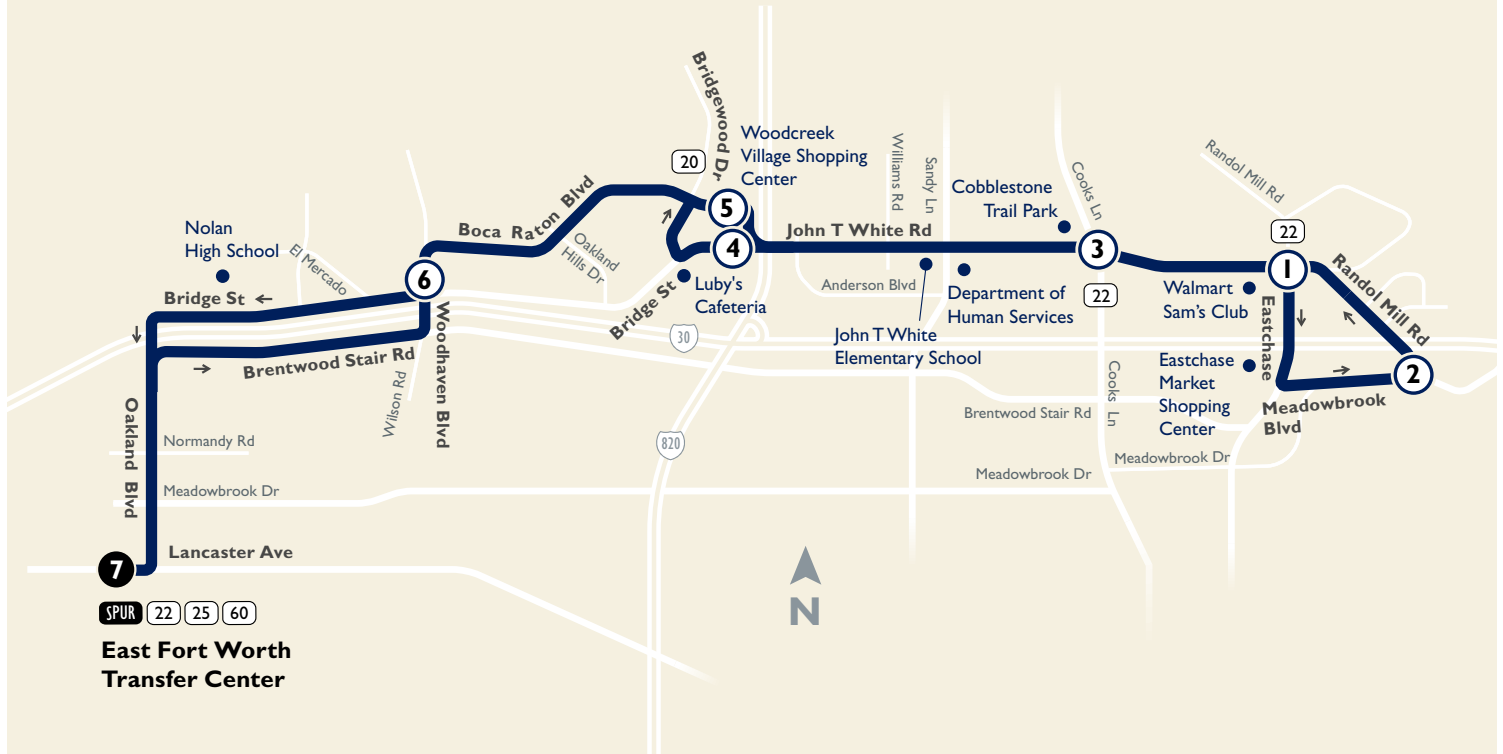 Bridgewood Dr.
Woodcreek
Village Shopping
Center
20
5
4
Luby's
Cafeteria
Bridge St
Boca Raton Blvd
Oakland
Hills Dr
Nolan
High School
El Mercado
6
Bridge St
Brentwood Stair Rd
Woodhaven Blvd
Wilson Rd
Oakland Blvd
Normandy Rd
Meadowbrook Dr
Lancaster Ave
7
SPUR
22
25
60
East Fort Worth
Transfer Center
John T White Rd
Williams Rd
Sandy Ln
Cobblestone
Trail Park
Cooks Ln
3
22
Anderson Blvd
Department of
Human Services
John T White
Elementary School
30
820
Randol Mill Rd
22
1
Randol Mill Rd
Walmart
Sam's Club
Eastchase
Eastchase
Market
Shopping
Center
2
Meadowbrook
Blvd
Cooks Ln
Brentwood Stair Rd
Meadowbrook Dr
Meadowbrook Dr
N